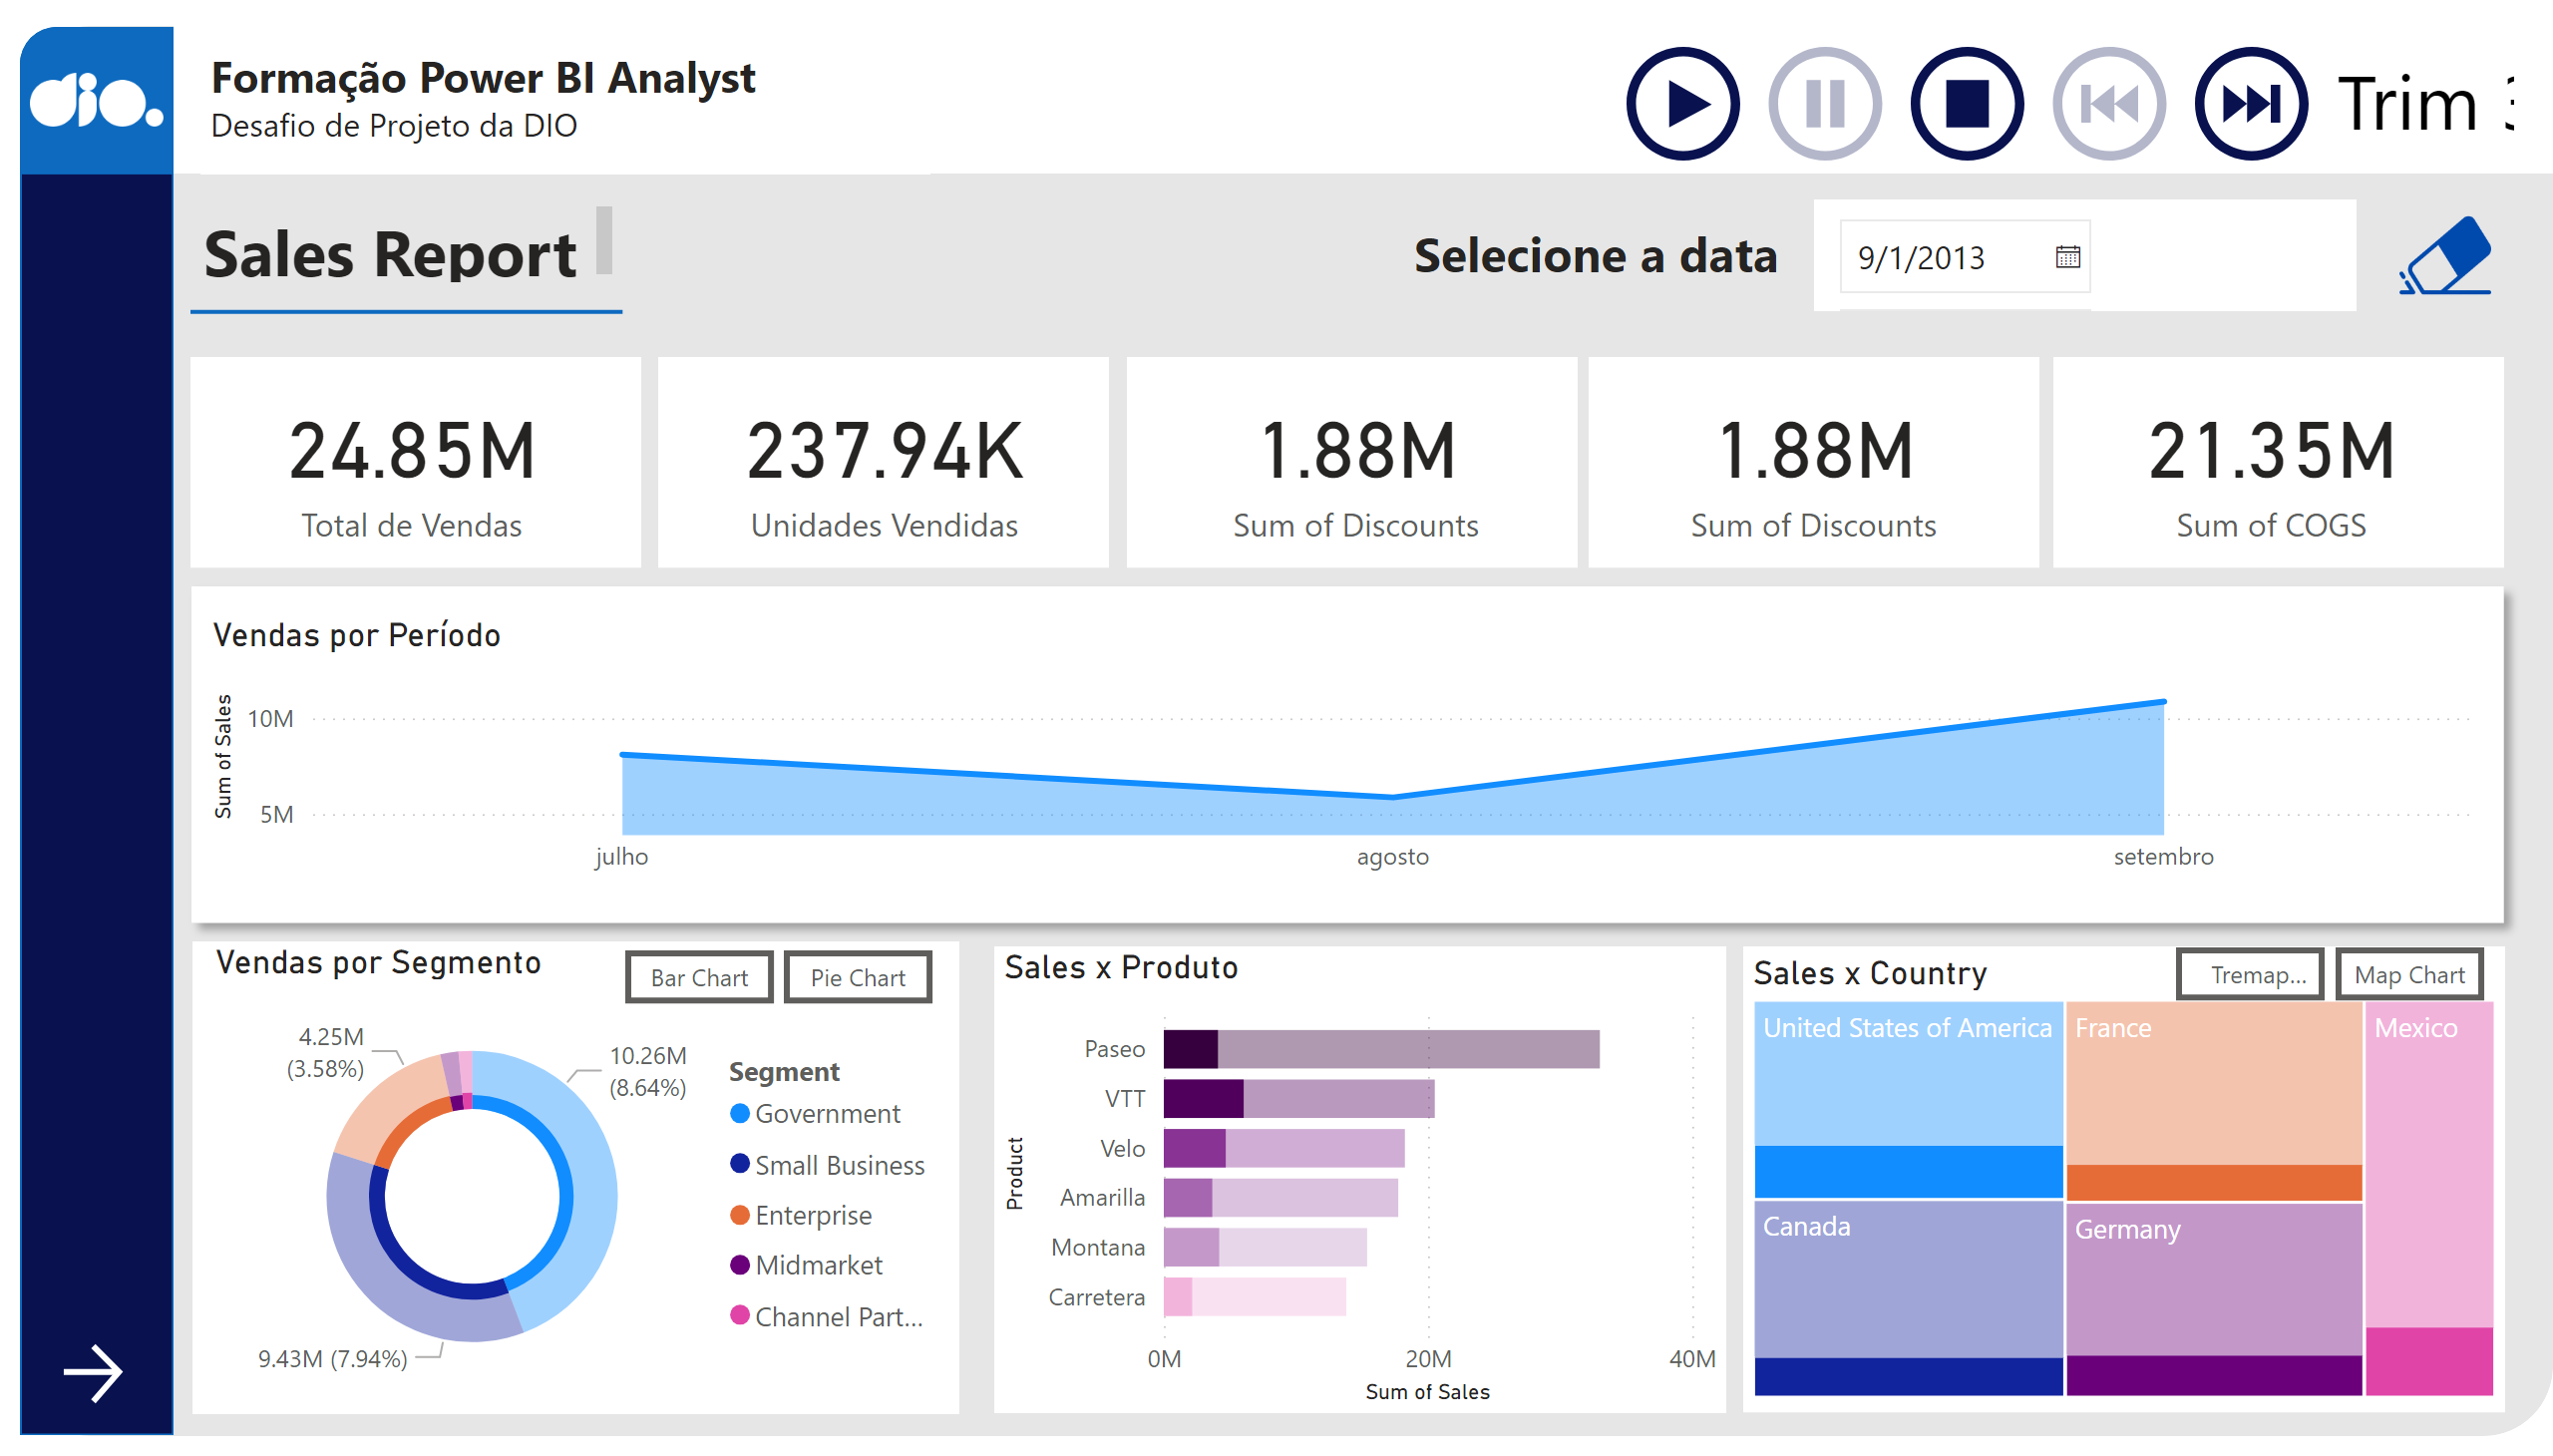 dio.
Formação Power BI Analyst
Desafio de Projeto da DIO
Trim
Sales Report
Selecione a data
9/1/2013
24.85M
Total de Vendas
237.94K
Unidades Vendidas
1.88M
Sum of Discounts
1.88M
Sum of Discounts
21.35M
Sum of COGS
Vendas por Período
Sum of Sales
10M
5M
julho
agosto
setembro
Vendas por Segmento
Bar Chart
Pie Chart
4.25M
(3.58%)
10.26M
(8.64%)
9.43M (7.94%)
Segment
Government
Small Business
Enterprise
Midmarket
Channel Part...
Sales x Produto
Product
Paseo
VTT
Velo
Amarilla
Montana
Carretera
0M
20M
40M
Sum of Sales
Sales x Country
Tremap...
Map Chart
United States of America
France
Mexico
Canada
Germany